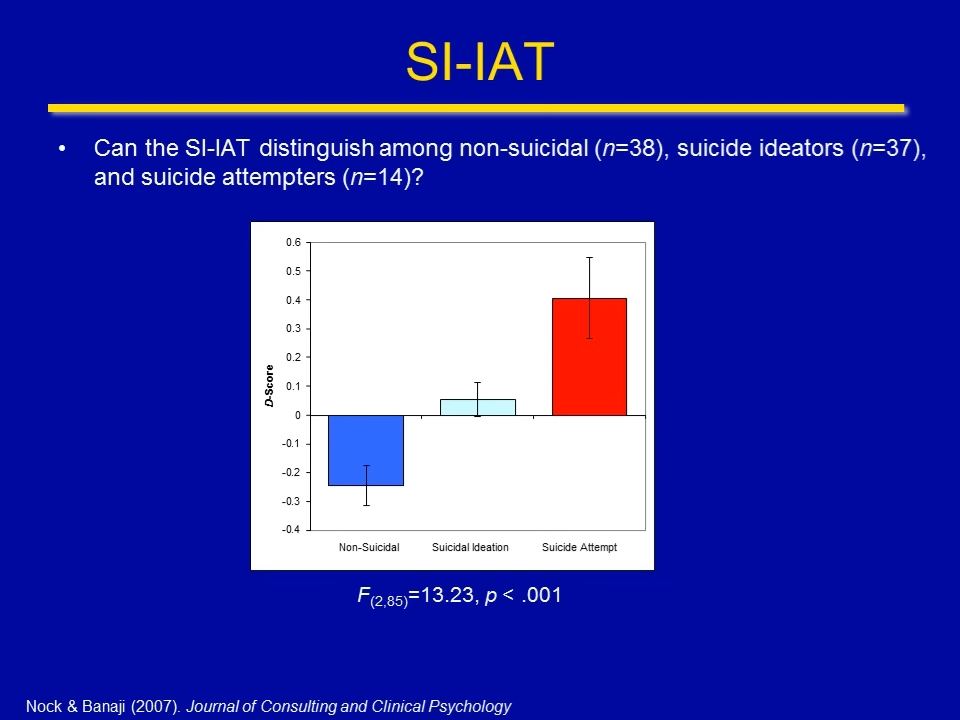 SI-IAT
• Can the SI-IAT distinguish among non-suicidal (n=38), suicide ideators (n=37),
and suicide attempters (n=14)?
0.6
0.5
0.4
0.3
0.2
0.1
0
-0.1
-0.2
-0.3
-0.4
D-Score
Non-Suicidal Suicidal Ideation Suicide Attempt
F(2,85)=13.23, p < .001
Nock & Banaji (2007). Journal of Consulting and Clinical Psychology